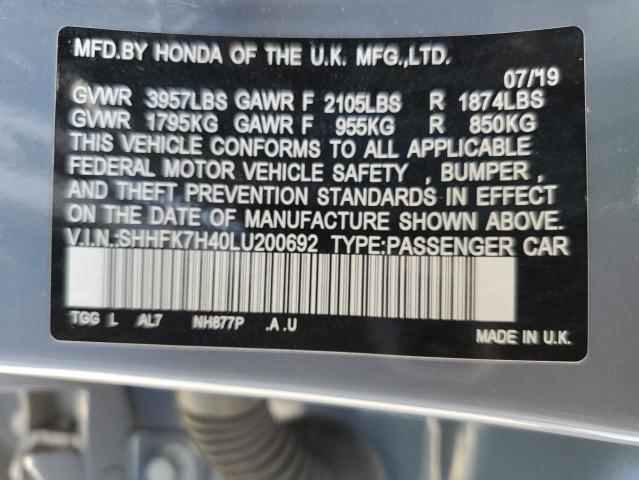 MFD.BY HONDA OF THE U.K. MFG.,LTD.
07/'19
GVWR 3957LBS GAWR F 2105LBS R 1874LBS
GVWR 1795KG GAWR F 955KG R 850KG
THIS VEHICLE CONFORMS TO ALL APPLICABLE
FEDERAL MOTOR VEHICLE SAFETY , BUMPER ,
AND THEFT PREVENTION STANDARDS IN EFFECT
ON THE DATE OF MANUFACTURE SHOWN ABOVE.
V.I.N.:SHHFK7H40LU200692 TYPE:PASSENGER CAR
TGG L AL7 NH877P .A .U
MADE IN U.K.